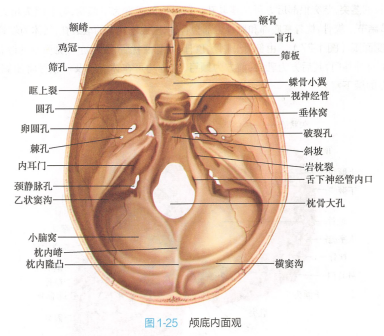 额嵴
额骨
盲孔
鸡冠
筛板
筛孔
蝶骨小翼
眶上裂
视神经管
圆孔
垂体窝
卵圆孔
破裂孔
棘孔
斜坡
内耳门
岩枕裂
颈静脉孔
舌下神经管内口
乙状窦沟
枕骨大孔
小脑窝
枕内嵴
枕内隆凸
横窦沟
图1-25 颅底内面观